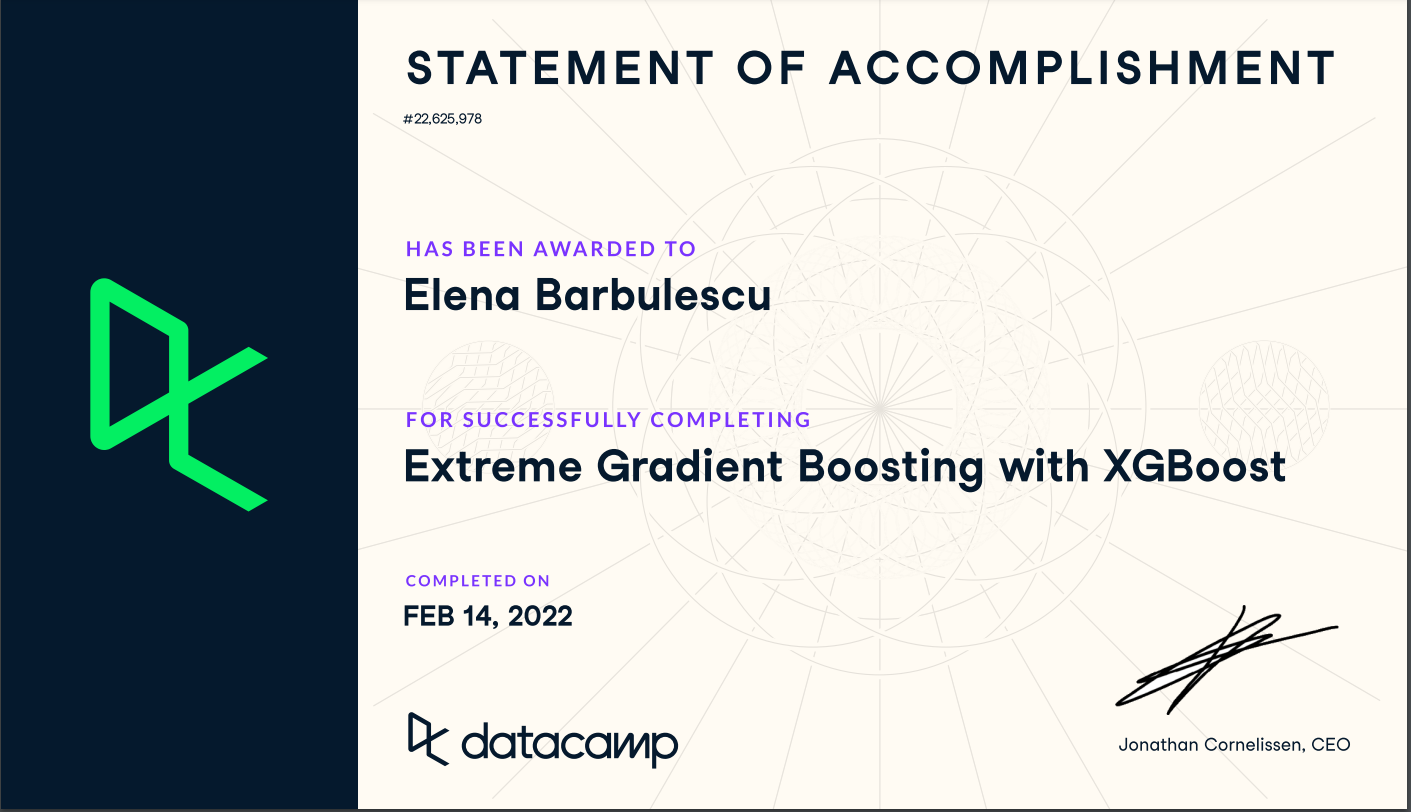 STATEMENT OF ACCOMPLISHMENT
#22,625,978
HAS BEEN AWARDED TO
Elena Barbulescu
FOR SUCCESSFULLY COMPLETING
Extreme Gradient Boosting with XGBoost
COMPLETED ON
FEB 14, 2022
datacamp
Jonathan Cornelissen, CEO